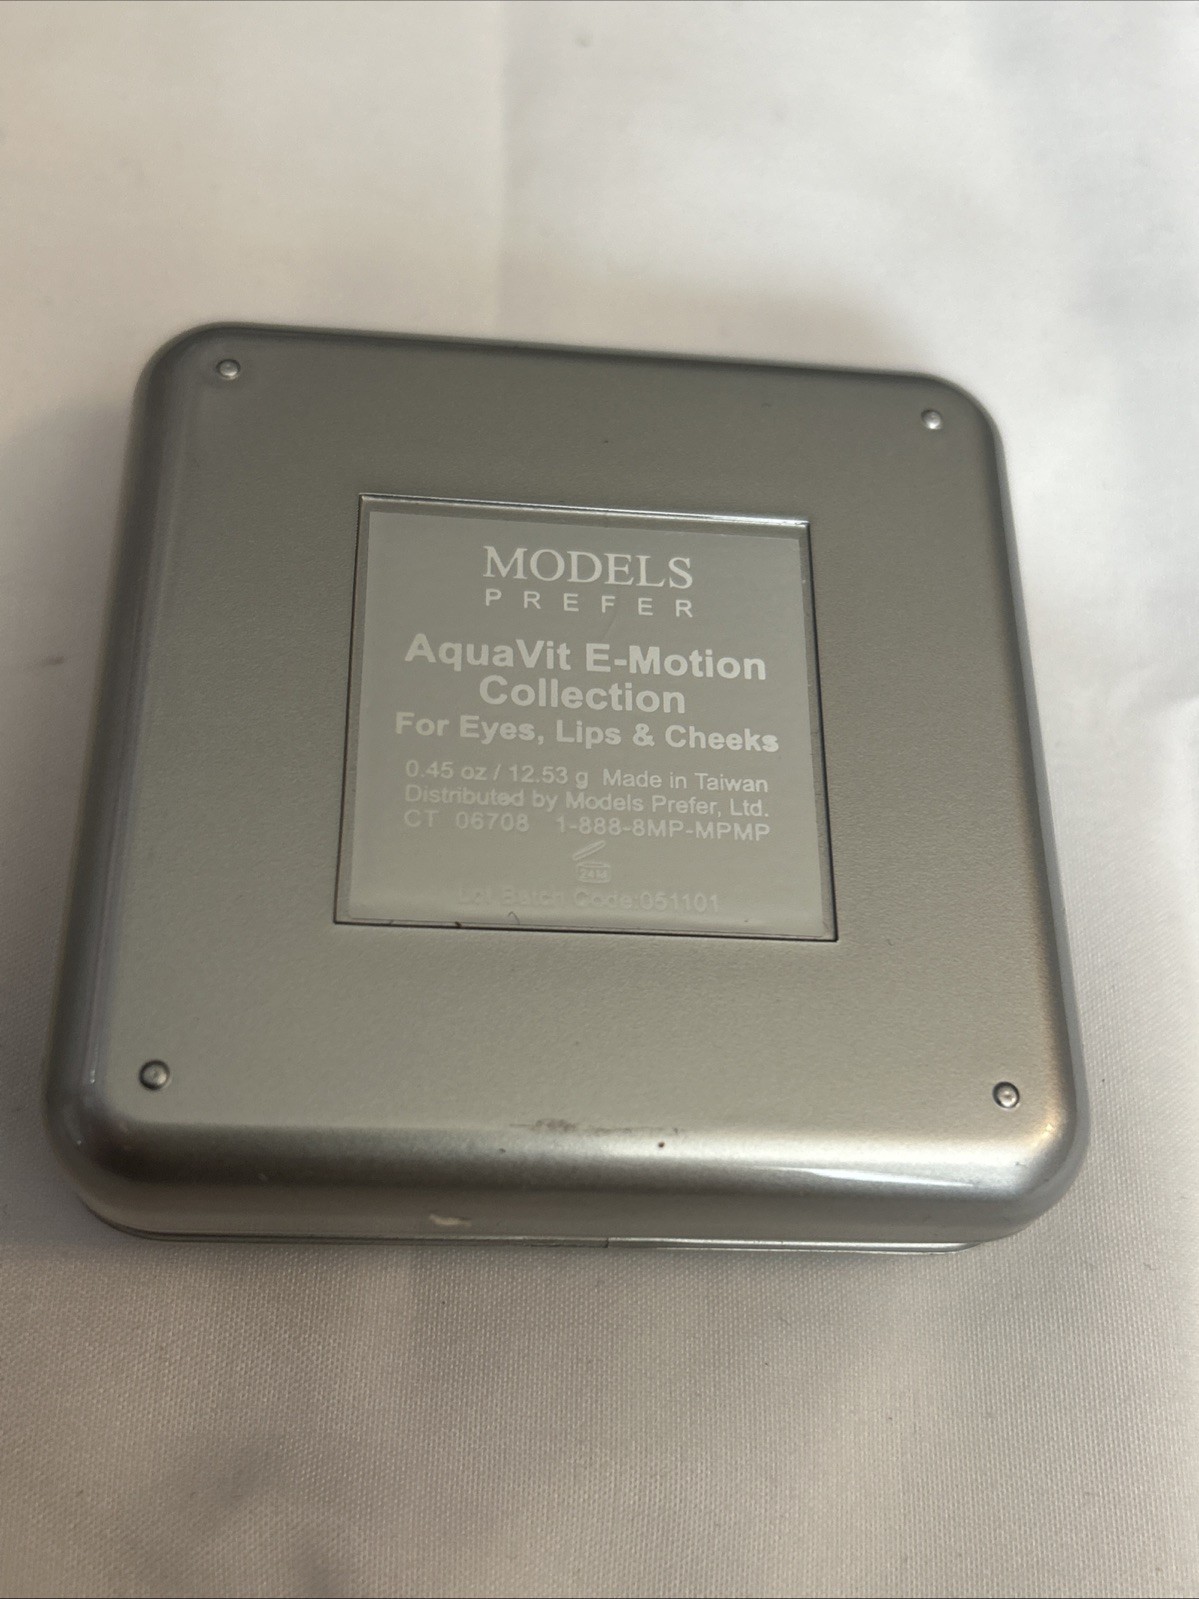 MODELS
PREFER
AquaVit E-Motion
Collection
For Eyes, Lips & Cheeks
0.45 oz / 12.53 g Made in Taiwan
Distributed by Models Prefer, Ltd.
CT 06708 1-888-8MP-MPMP
24M
Lot Batch Code:051101